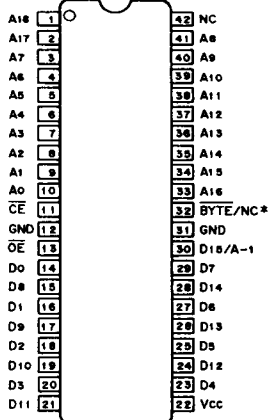 A18 1 42 NC
A17 2 41 A8
A7 3 40 A9
A6 4 39 A10
A5 5 38 A11
A4 6 37 A12
A3 7 36 A13
A2 8 35 A14
A1 9 34 A15
A0 10 33 A16
CE 11 32 BYTE/NC*
GND 12 31 GND
OE 13 30 D15/A-1
D0 14 29 D7
D8 15 28 D14
D1 16 27 D6
D9 17 26 D13
D2 18 25 D5
D10 19 24 D12
D3 20 23 D4
D11 21 22 Vcc